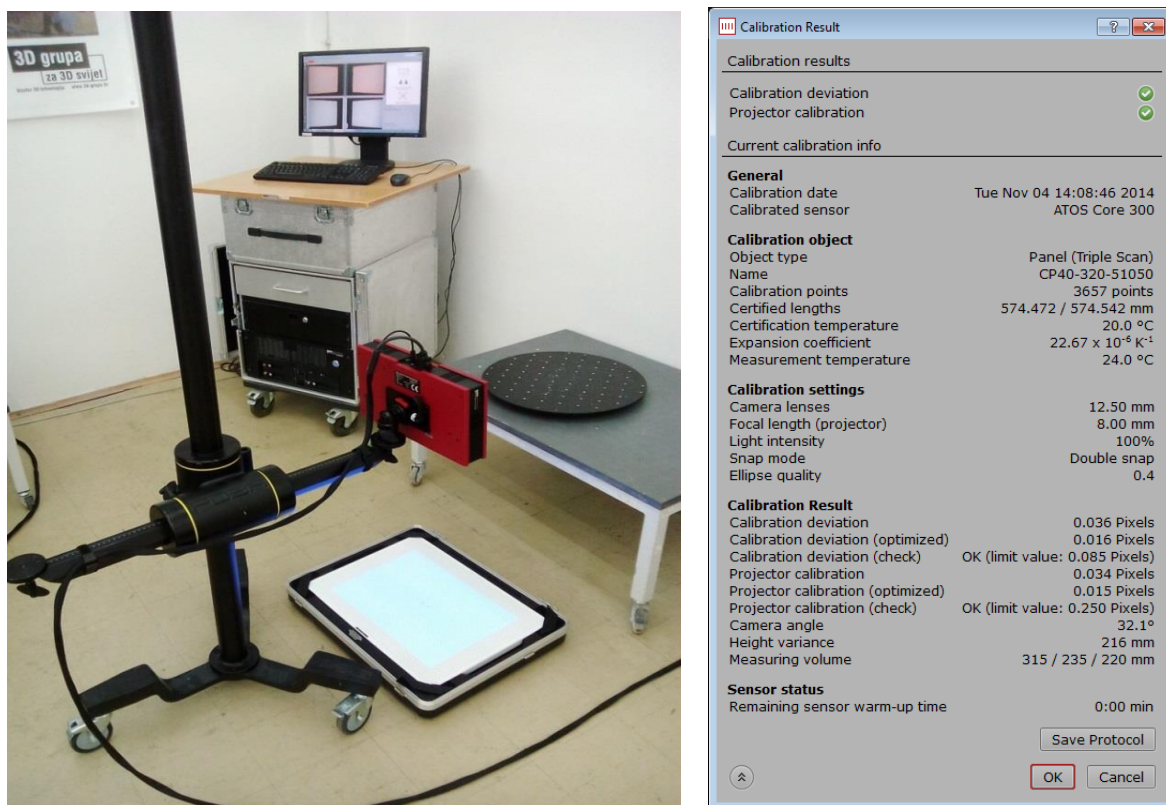 3D grupa
za 3D svijet
Calibration Result
Calibration results
Calibration deviation
Projector calibration
Current calibration info
General
Calibration date Tue Nov 04 14:08:46 2014
Calibrated sensor ATOS Core 300
Calibration object
Object type Panel (Triple Scan)
Name CP40-320-51050
Calibration points 3657 points
Certified lengths 574.472 / 574.542 mm
Certification temperature 20.0 °C
Expansion coefficient 22.67 x 10⁻⁶ K⁻¹
Measurement temperature 24.0 °C
Calibration settings
Camera lenses 12.50 mm
Focal length (projector) 8.00 mm
Light intensity 100%
Snap mode Double snap
Ellipse quality 0.4
Calibration Result
Calibration deviation 0.036 Pixels
Calibration deviation (optimized) 0.016 Pixels
Calibration deviation (check) OK (limit value: 0.085 Pixels)
Projector calibration 0.034 Pixels
Projector calibration (optimized) 0.015 Pixels
Projector calibration (check) OK (limit value: 0.250 Pixels)
Camera angle 32.1°
Height variance 216 mm
Measuring volume 315 / 235 / 220 mm
Sensor status
Remaining sensor warm-up time 0:00 min
Save Protocol
OK Cancel